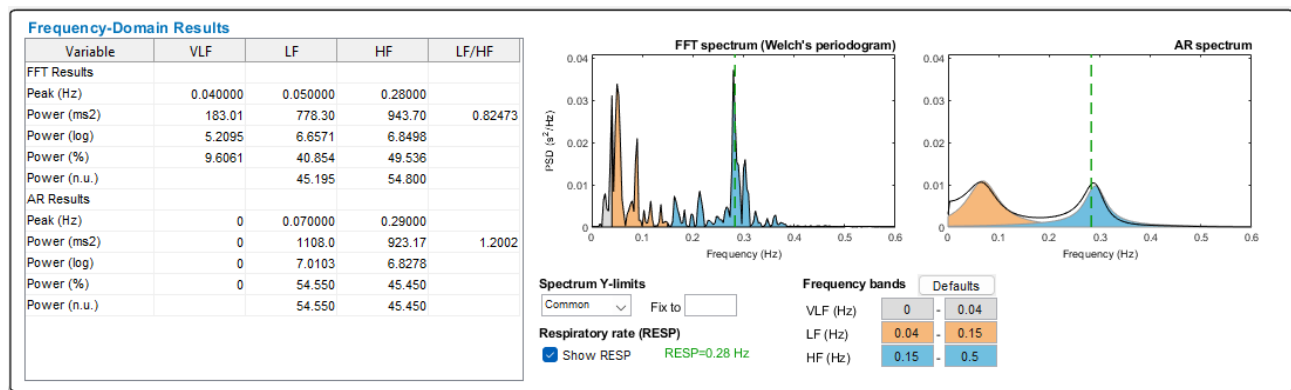 Frequency-Domain Results
Variable VLF LF HF LF/HF
FFT Results
Peak (Hz) 0.040000 0.050000 0.28000
Power (ms2) 183.01 778.30 943.70 0.82473
Power (log) 5.2095 6.6571 6.8498
Power (%) 9.6061 40.854 49.536
Power (n.u.) 45.195 54.800
AR Results
Peak (Hz) 0 0.070000 0.29000
Power (ms2) 0 1108.0 923.17 1.2002
Power (log) 0 7.0103 6.8278
Power (%) 0 54.550 45.450
Power (n.u.) 54.550 45.450
FFT spectrum (Welch's periodogram)
0.04
0.03
0.02
0.01
0
PSD (s²/Hz)
0 0.1 0.2 0.3 0.4 0.5 0.6
Frequency (Hz)
AR spectrum
0.04
0.03
0.02
0.01
0
0 0.1 0.2 0.3 0.4 0.5 0.6
Frequency (Hz)
Spectrum Y-limits
Common Fix to
Respiratory rate (RESP)
Show RESP RESP=0.28 Hz
Frequency bands Defaults
VLF (Hz) 0 - 0.04
LF (Hz) 0.04 - 0.15
HF (Hz) 0.15 - 0.5